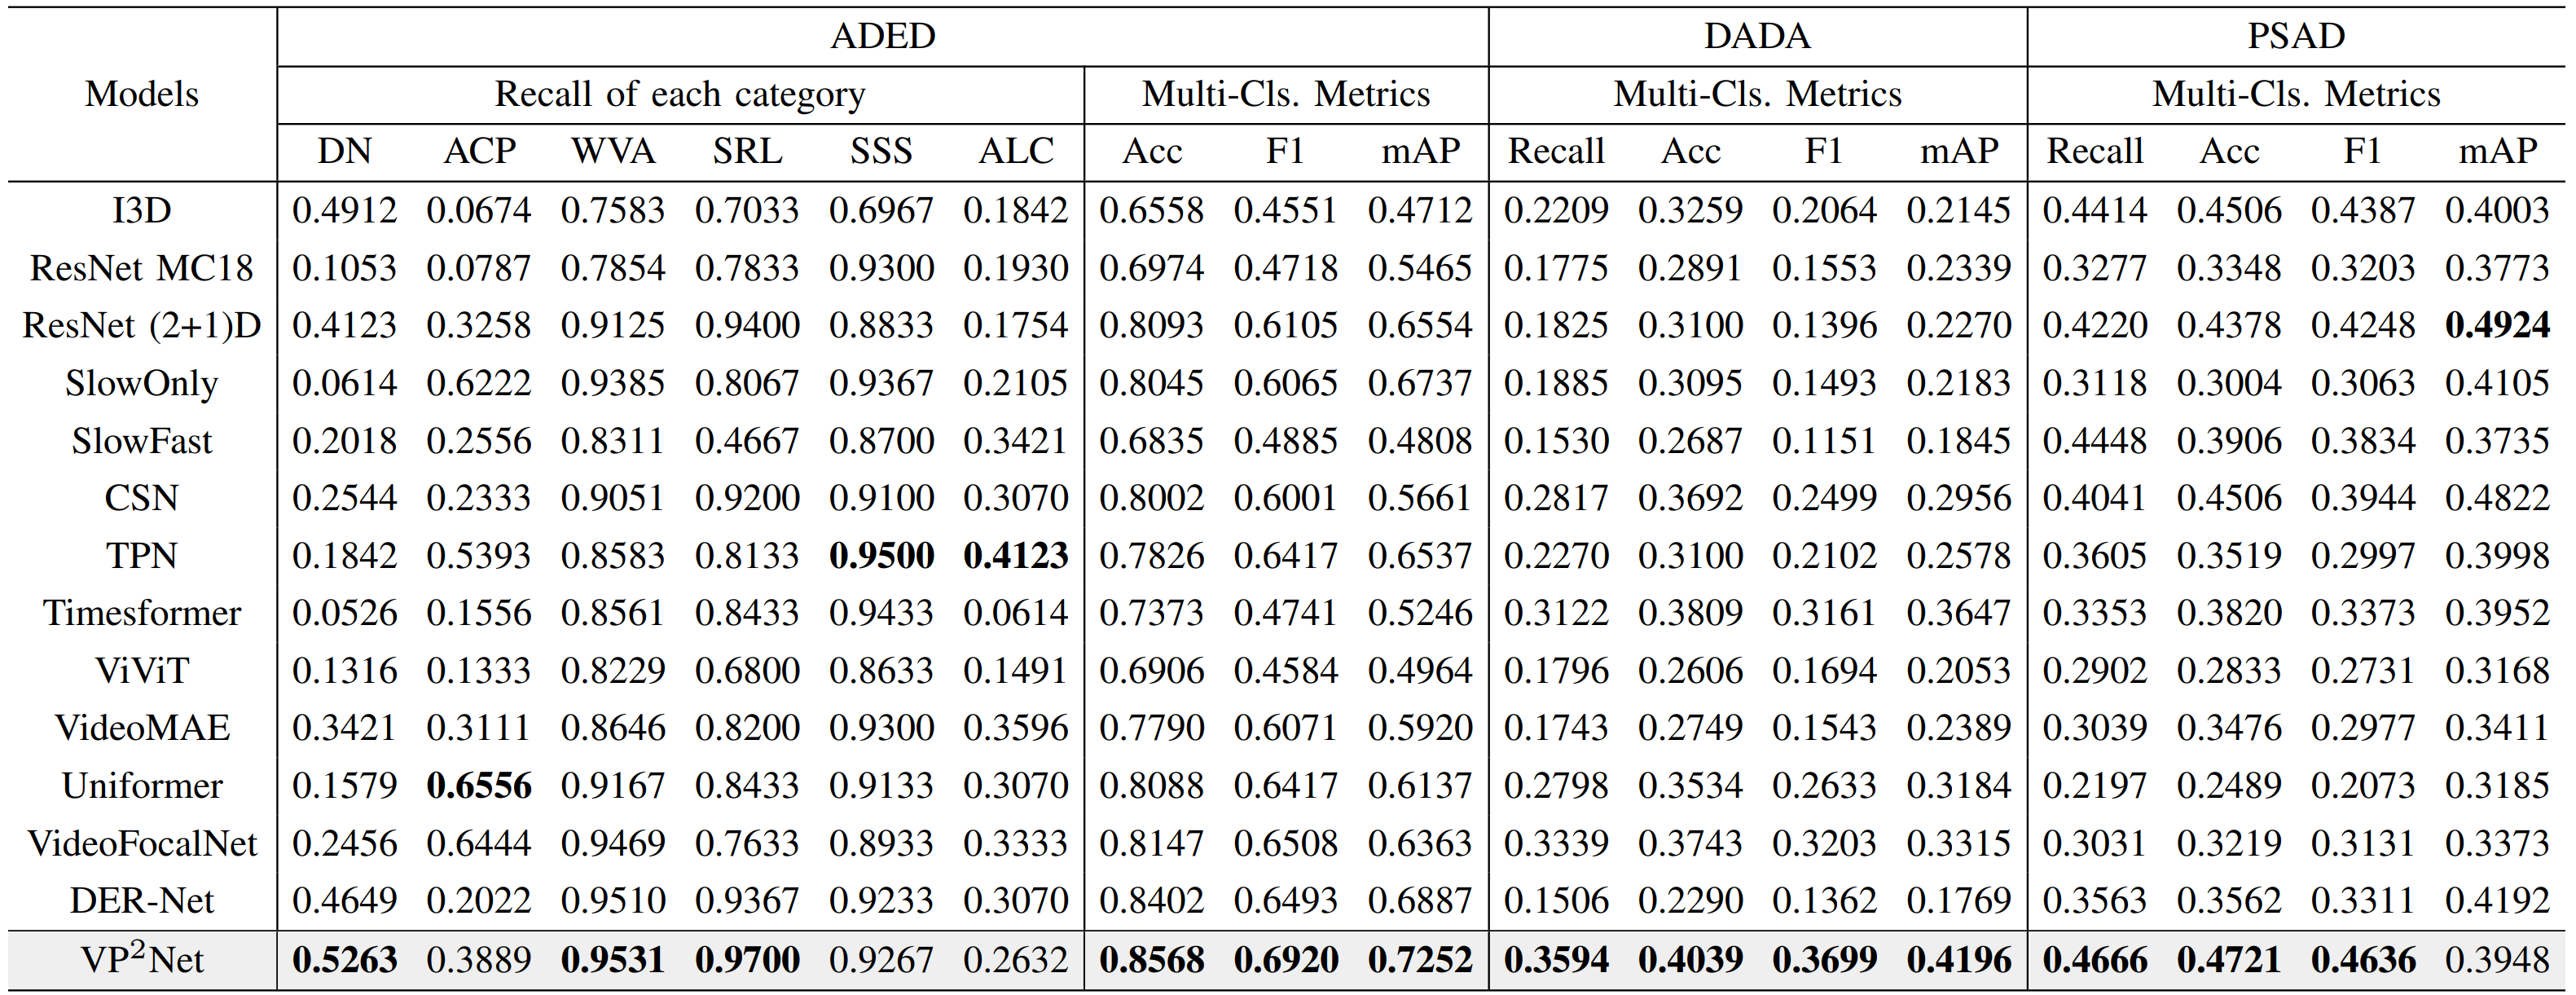 ADED DADA PSAD
Models Recall of each category Multi-Cls. Metrics Multi-Cls. Metrics Multi-Cls. Metrics
DN ACP WVA SRL SSS ALC Acc F1 mAP Recall Acc F1 mAP Recall Acc F1 mAP
I3D 0.4912 0.0674 0.7583 0.7033 0.6967 0.1842 0.6558 0.4551 0.4712 0.2209 0.3259 0.2064 0.2145 0.4414 0.4506 0.4387 0.4003
ResNet MC18 0.1053 0.0787 0.7854 0.7833 0.9300 0.1930 0.6974 0.4718 0.5465 0.1775 0.2891 0.1553 0.2339 0.3277 0.3348 0.3203 0.3773
ResNet (2+1)D 0.4123 0.3258 0.9125 0.9400 0.8833 0.1754 0.8093 0.6105 0.6554 0.1825 0.3100 0.1396 0.2270 0.4220 0.4378 0.4248 0.4924
SlowOnly 0.0614 0.6222 0.9385 0.8067 0.9367 0.2105 0.8045 0.6065 0.6737 0.1885 0.3095 0.1493 0.2183 0.3118 0.3004 0.3063 0.4105
SlowFast 0.2018 0.2556 0.8311 0.4667 0.8700 0.3421 0.6835 0.4885 0.4808 0.1530 0.2687 0.1151 0.1845 0.4448 0.3906 0.3834 0.3735
CSN 0.2544 0.2333 0.9051 0.9200 0.9100 0.3070 0.8002 0.6001 0.5661 0.2817 0.3692 0.2499 0.2956 0.4041 0.4506 0.3944 0.4822
TPN 0.1842 0.5393 0.8583 0.8133 0.9500 0.4123 0.7826 0.6417 0.6537 0.2270 0.3100 0.2102 0.2578 0.3605 0.3519 0.2997 0.3998
Timesformer 0.0526 0.1556 0.8561 0.8433 0.9433 0.0614 0.7373 0.4741 0.5246 0.3122 0.3809 0.3161 0.3647 0.3353 0.3820 0.3373 0.3952
ViViT 0.1316 0.1333 0.8229 0.6800 0.8633 0.1491 0.6906 0.4584 0.4964 0.1796 0.2606 0.1694 0.2053 0.2902 0.2833 0.2731 0.3168
VideoMAE 0.3421 0.3111 0.8646 0.8200 0.9300 0.3596 0.7790 0.6071 0.5920 0.1743 0.2749 0.1543 0.2389 0.3039 0.3476 0.2977 0.3411
Uniformer 0.1579 0.6556 0.9167 0.8433 0.9133 0.3070 0.8088 0.6417 0.6137 0.2798 0.3534 0.2633 0.3184 0.2197 0.2489 0.2073 0.3185
VideoFocalNet 0.2456 0.6444 0.9469 0.7633 0.8933 0.3333 0.8147 0.6508 0.6363 0.3339 0.3743 0.3203 0.3315 0.3031 0.3219 0.3131 0.3373
DER-Net 0.4649 0.2022 0.9510 0.9367 0.9233 0.3070 0.8402 0.6493 0.6887 0.1506 0.2290 0.1362 0.1769 0.3563 0.3562 0.3311 0.4192
VP²Net 0.5263 0.3889 0.9531 0.9700 0.9267 0.2632 0.8568 0.6920 0.7252 0.3594 0.4039 0.3699 0.4196 0.4666 0.4721 0.4636 0.3948